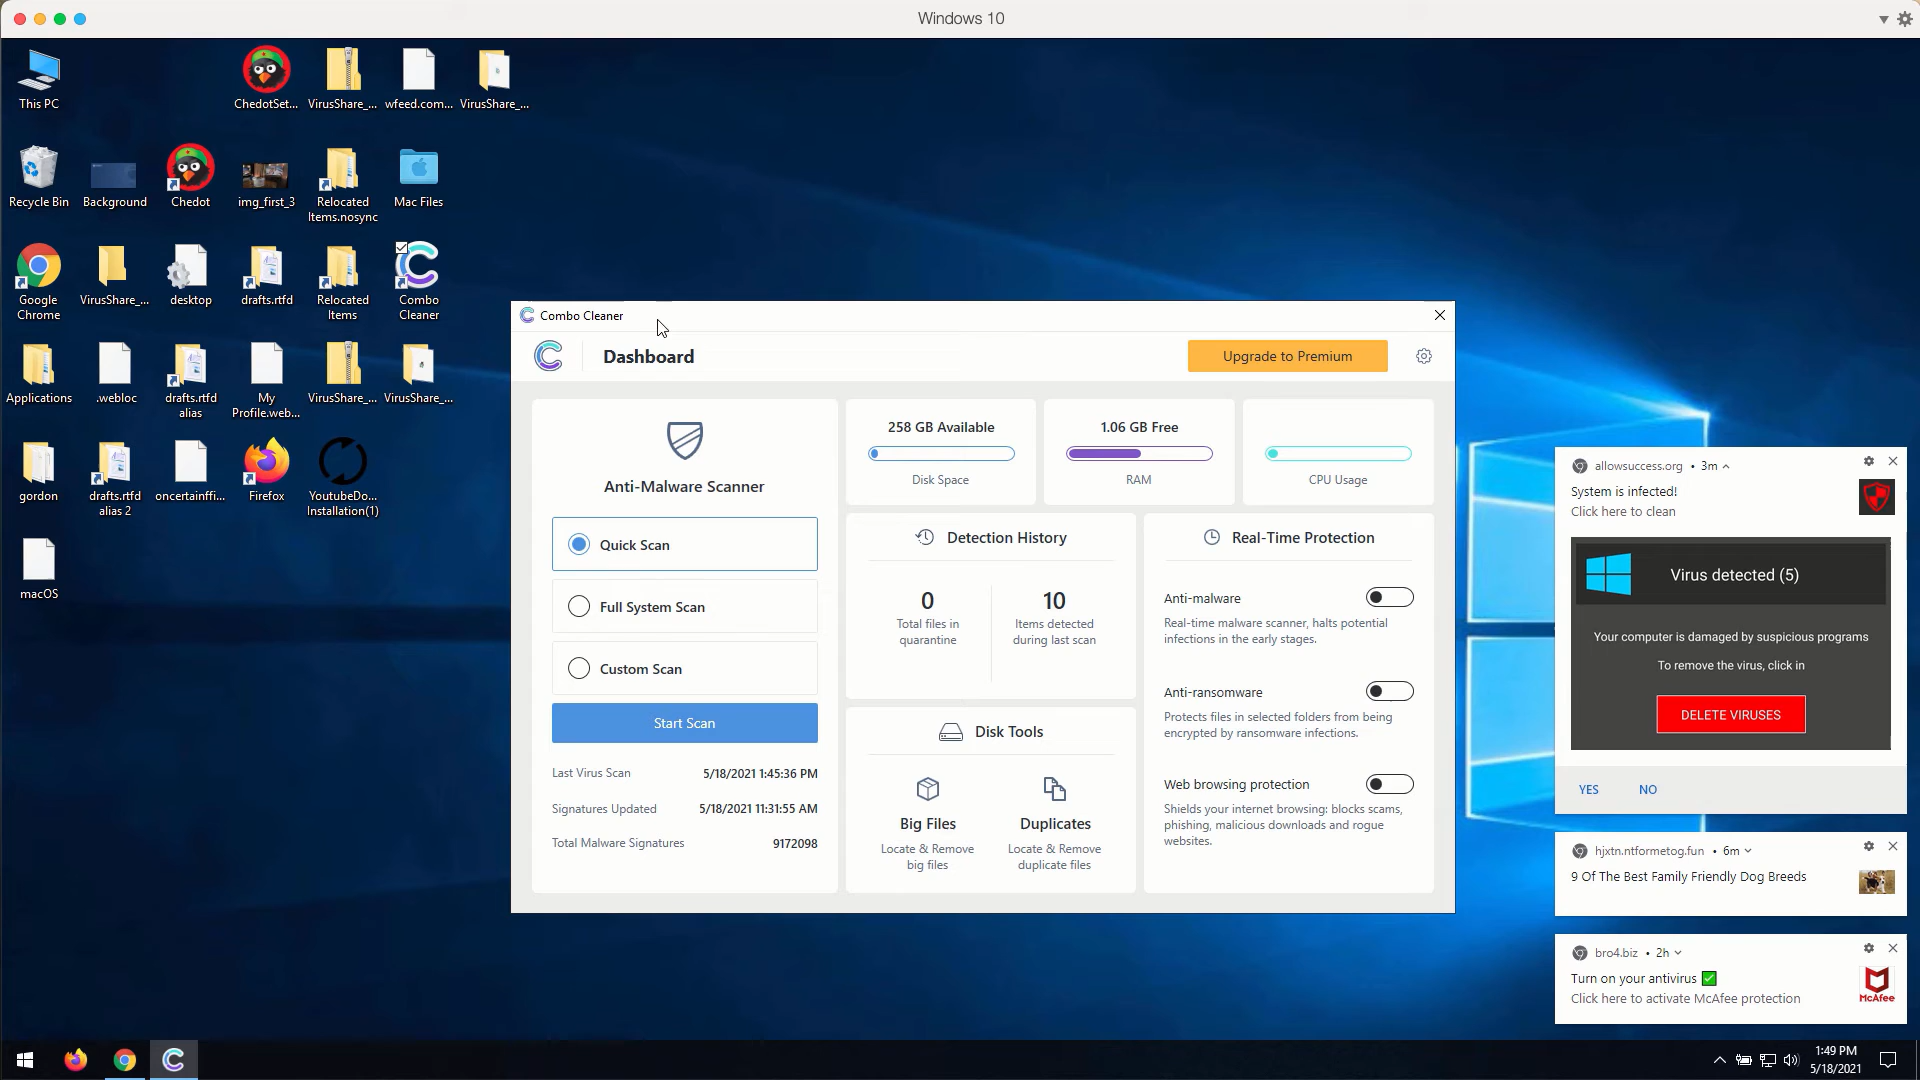 Windows 10
This PC
ChedotSet...
VirusShare_...
wfeed.com...
VirusShare_...
Recycle Bin
Background
Chedot
img_first_3
Relocated
Items.nosync
Mac Files
Google
Chrome
VirusShare_...
desktop
drafts.rtfd
Relocated
Items
Combo
Cleaner
Applications
.webloc
drafts.rtfd
alias
My
Profile.web...
VirusShare_...
VirusShare_...
gordon
drafts.rtfd
alias 2
oncertainffi...
Firefox
YoutubeDo...
Installation(1)
macOS
Combo Cleaner
Dashboard
Upgrade to Premium
Anti-Malware Scanner
Quick Scan
Full System Scan
Custom Scan
Start Scan
Last Virus Scan 5/18/2021 1:45:36 PM
Signatures Updated 5/18/2021 11:31:55 AM
Total Malware Signatures 9172098
258 GB Available
Disk Space
1.06 GB Free
RAM
CPU Usage
Detection History
0
Total files in
quarantine
10
Items detected
during last scan
Disk Tools
Big Files
Locate & Remove
big files
Duplicates
Locate & Remove
duplicate files
Real-Time Protection
Anti-malware
Real-time malware scanner, halts potential
infections in the early stages.
Anti-ransomware
Protects files in selected folders from being
encrypted by ransomware infections.
Web browsing protection
Shields your internet browsing: blocks scams,
phishing, malicious downloads and rogue
websites.
allowsuccess.org • 3m
System is infected!
Click here to clean
Virus detected (5)
Your computer is damaged by suspicious programs
To remove the virus, click in
DELETE VIRUSES
YES NO
hjxtn.ntformetog.fun • 6m
9 Of The Best Family Friendly Dog Breeds
bro4.biz • 2h
Turn on your antivirus ✅
Click here to activate McAfee protection
McAfee
1:49 PM
5/18/2021